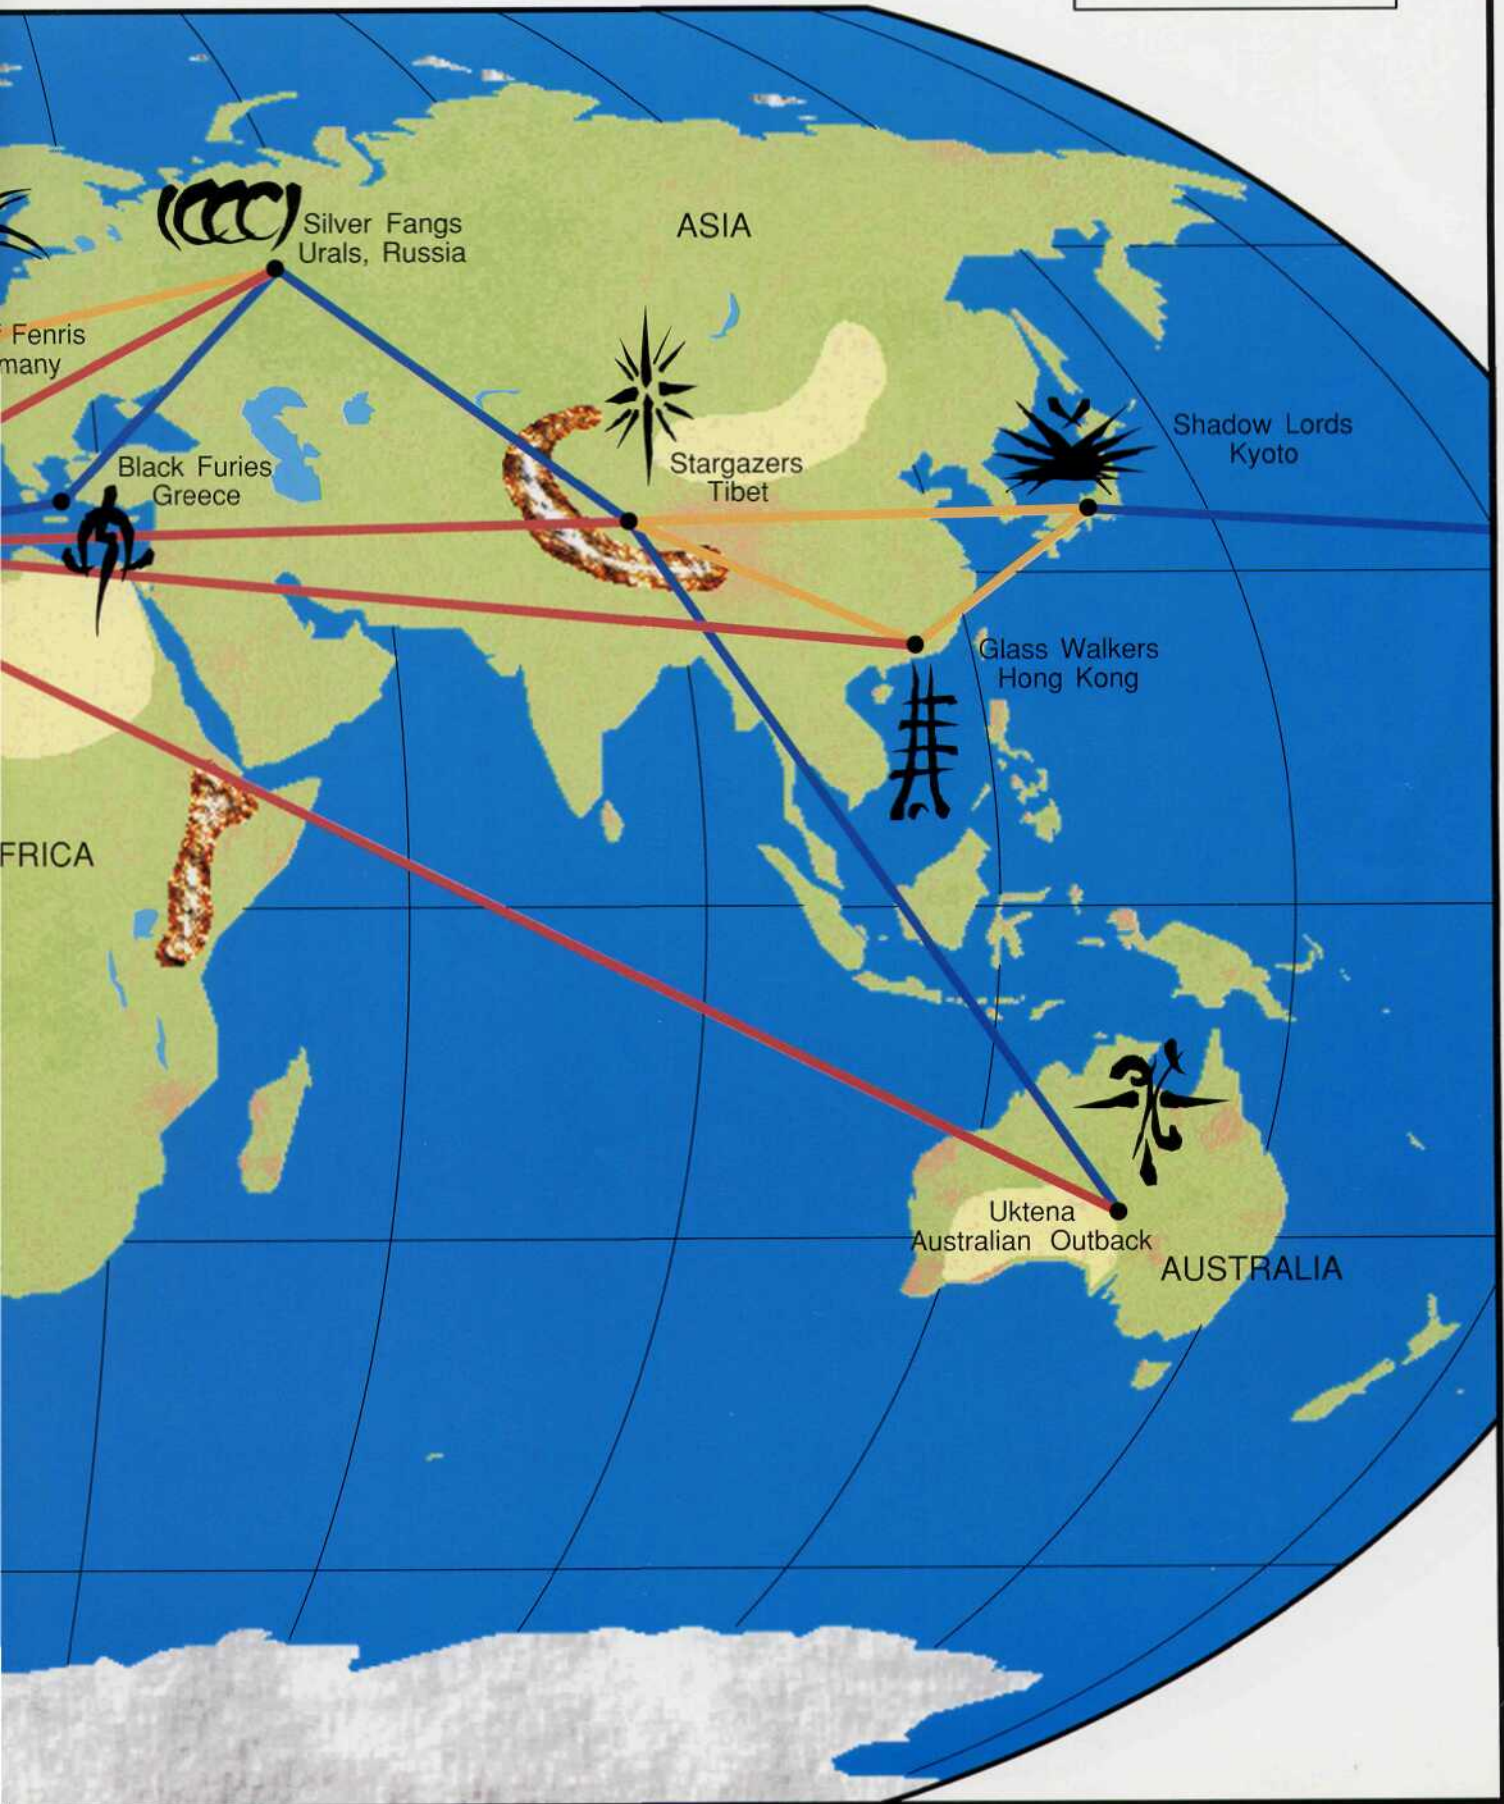 Silver Fangs
Urals, Russia
ASIA
Fenris
many
Shadow Lords
Kyoto
Black Furies
Greece
Stargazers
Tibet
Glass Walkers
Hong Kong
FRICA
Uktena
Australian Outback
AUSTRALIA